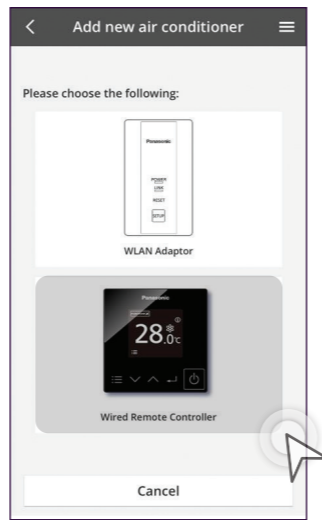 Add new air conditioner
Please choose the following:
Panasonic
POWER
LINK
RESET
SETUP
WLAN Adaptor
Panasonic
28.0℃
Wired Remote Controller
Cancel